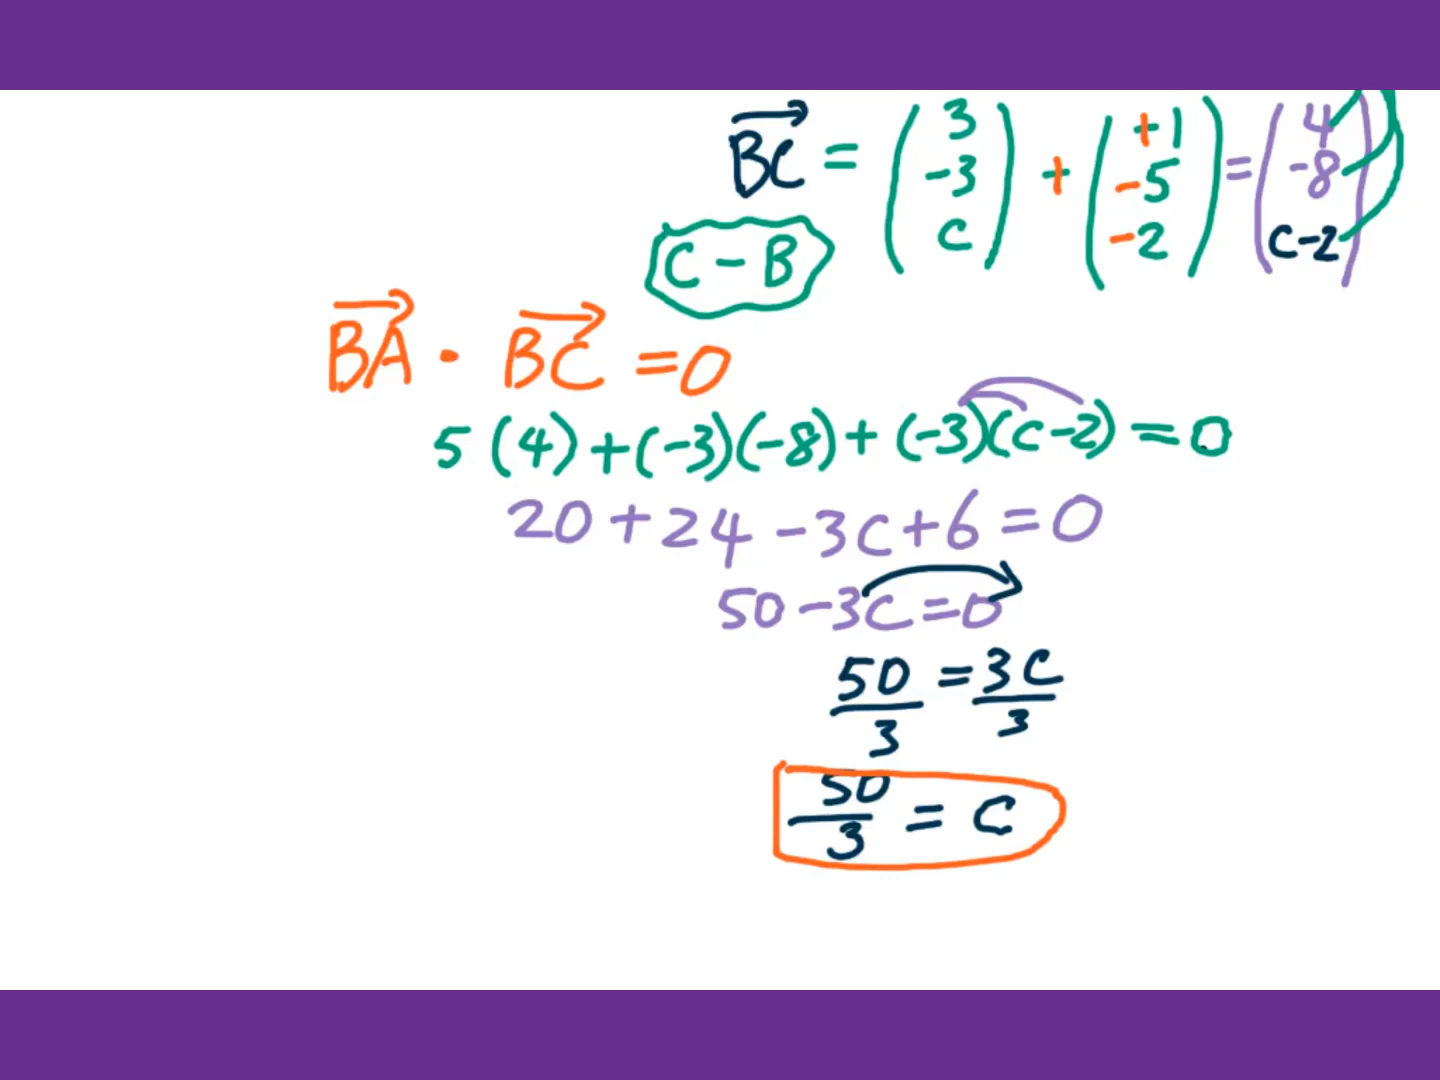 BC = (3 -3 c) + (+1 -5 -2) = (4 -8 c-2)
C - B
BA · BC = 0
5(4) + (-3)(-8) + (-3)(c-2) = 0
20 + 24 - 3c + 6 = 0
50 - 3c = 0
50/3 = 3c/3
50/3 = c